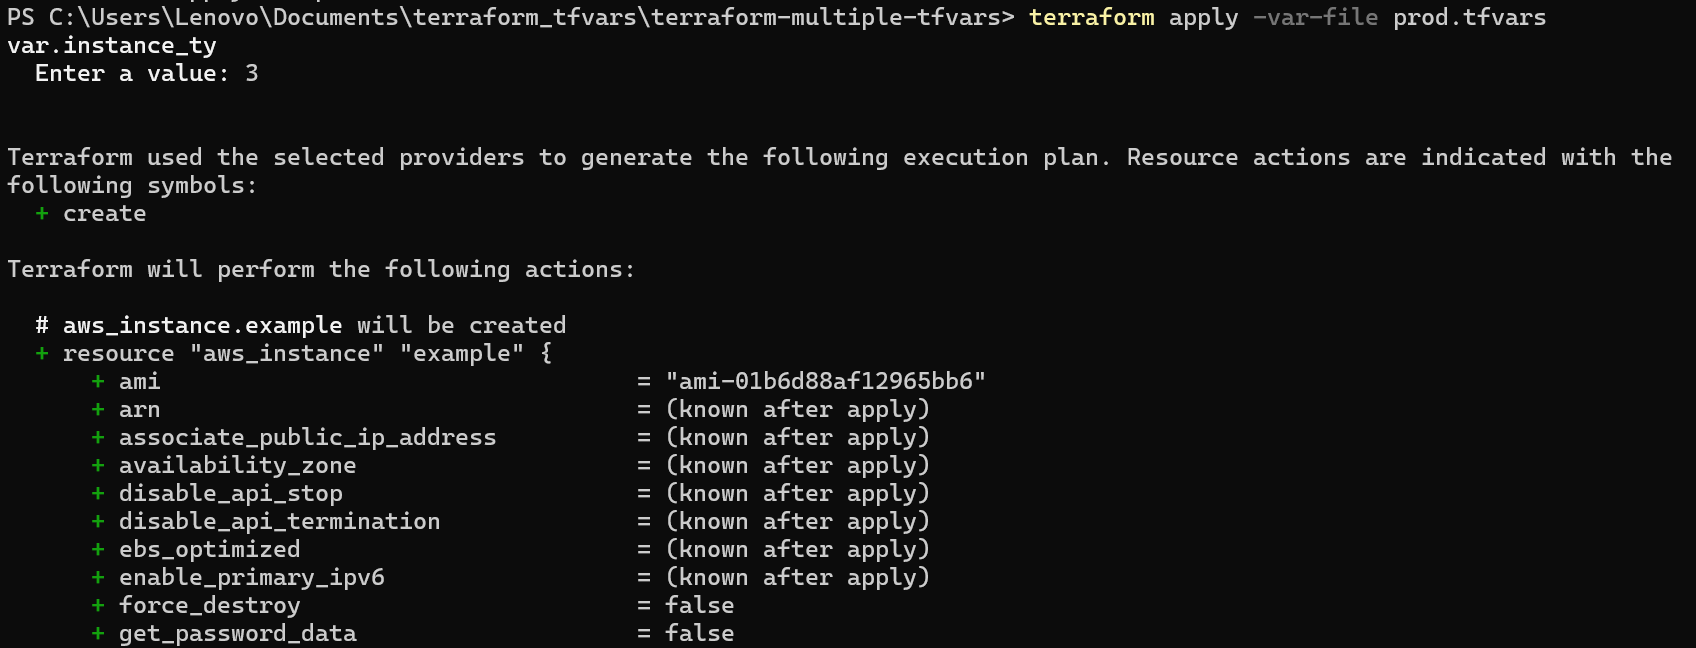 PS C:\Users\Lenovo\Documents\terraform_tfvars\terraform-multiple-tfvars> terraform apply -var-file prod.tfvars
var.instance_ty
  Enter a value: 3
Terraform used the selected providers to generate the following execution plan. Resource actions are indicated with the
following symbols:
  + create
Terraform will perform the following actions:
  # aws_instance.example will be created
  + resource "aws_instance" "example" {
      + ami                                  = "ami-01b6d88af12965bb6"
      + arn                                  = (known after apply)
      + associate_public_ip_address          = (known after apply)
      + availability_zone                    = (known after apply)
      + disable_api_stop                     = (known after apply)
      + disable_api_termination              = (known after apply)
      + ebs_optimized                        = (known after apply)
      + enable_primary_ipv6                  = (known after apply)
      + force_destroy                        = false
      + get_password_data                    = false